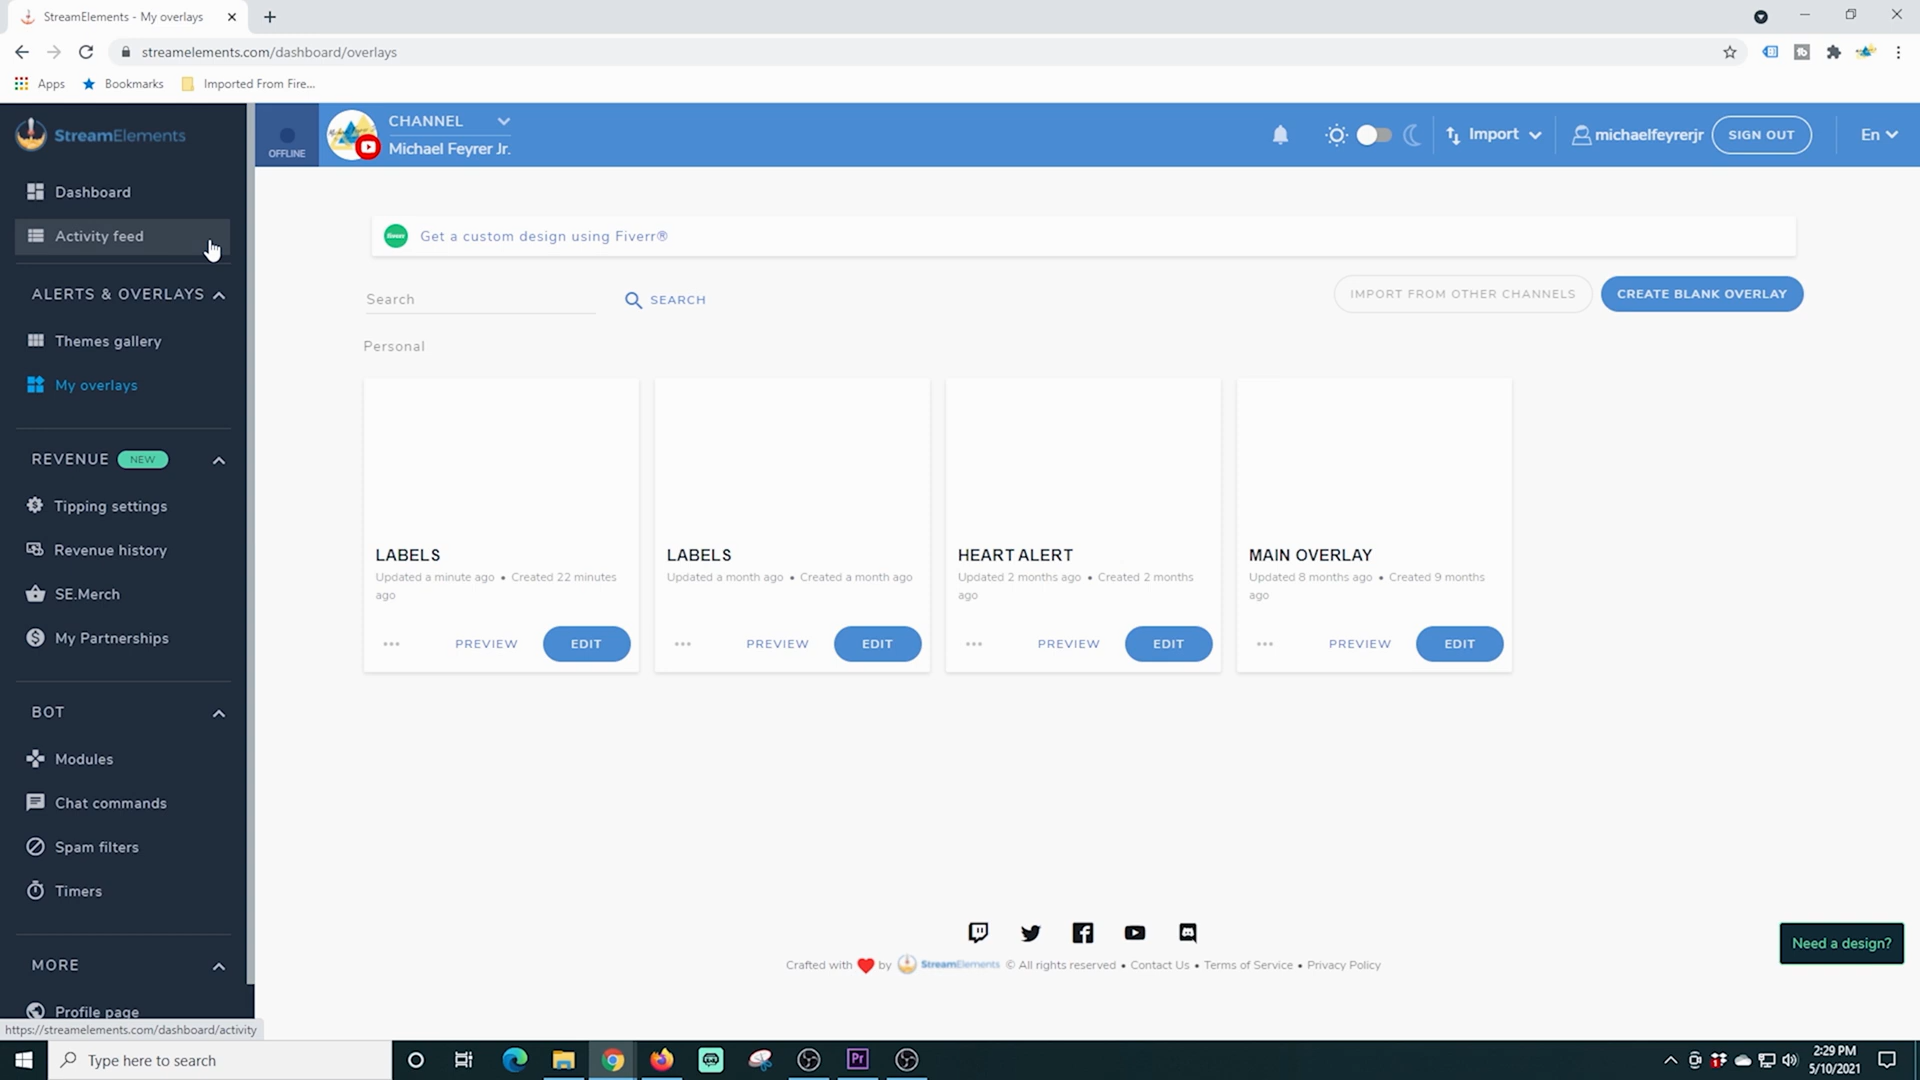 StreamElements - My overlays
streamelements.com/dashboard/overlays
Apps Bookmarks Imported From Fire...
StreamElements
OFFLINE
CHANNEL
Michael Feyrer Jr.
Import
michaelfeyrerjr
SIGN OUT
En
Dashboard
Activity feed
ALERTS & OVERLAYS
Themes gallery
My overlays
REVENUE NEW
Tipping settings
Revenue history
SE.Merch
My Partnerships
BOT
Modules
Chat commands
Spam filters
Timers
MORE
Profile page
https://streamelements.com/dashboard/activity
Get a custom design using Fiverr®
Search
SEARCH
IMPORT FROM OTHER CHANNELS
CREATE BLANK OVERLAY
Personal
LABELS
Updated a minute ago • Created 22 minutes
ago
PREVIEW
EDIT
LABELS
Updated a month ago • Created a month ago
PREVIEW
EDIT
HEART ALERT
Updated 2 months ago • Created 2 months
ago
PREVIEW
EDIT
MAIN OVERLAY
Updated 8 months ago • Created 9 months
ago
PREVIEW
EDIT
Crafted with ❤ by StreamElements © All rights reserved • Contact Us • Terms of Service • Privacy Policy
Need a design?
Type here to search
Pr
2:29 PM
5/10/2021